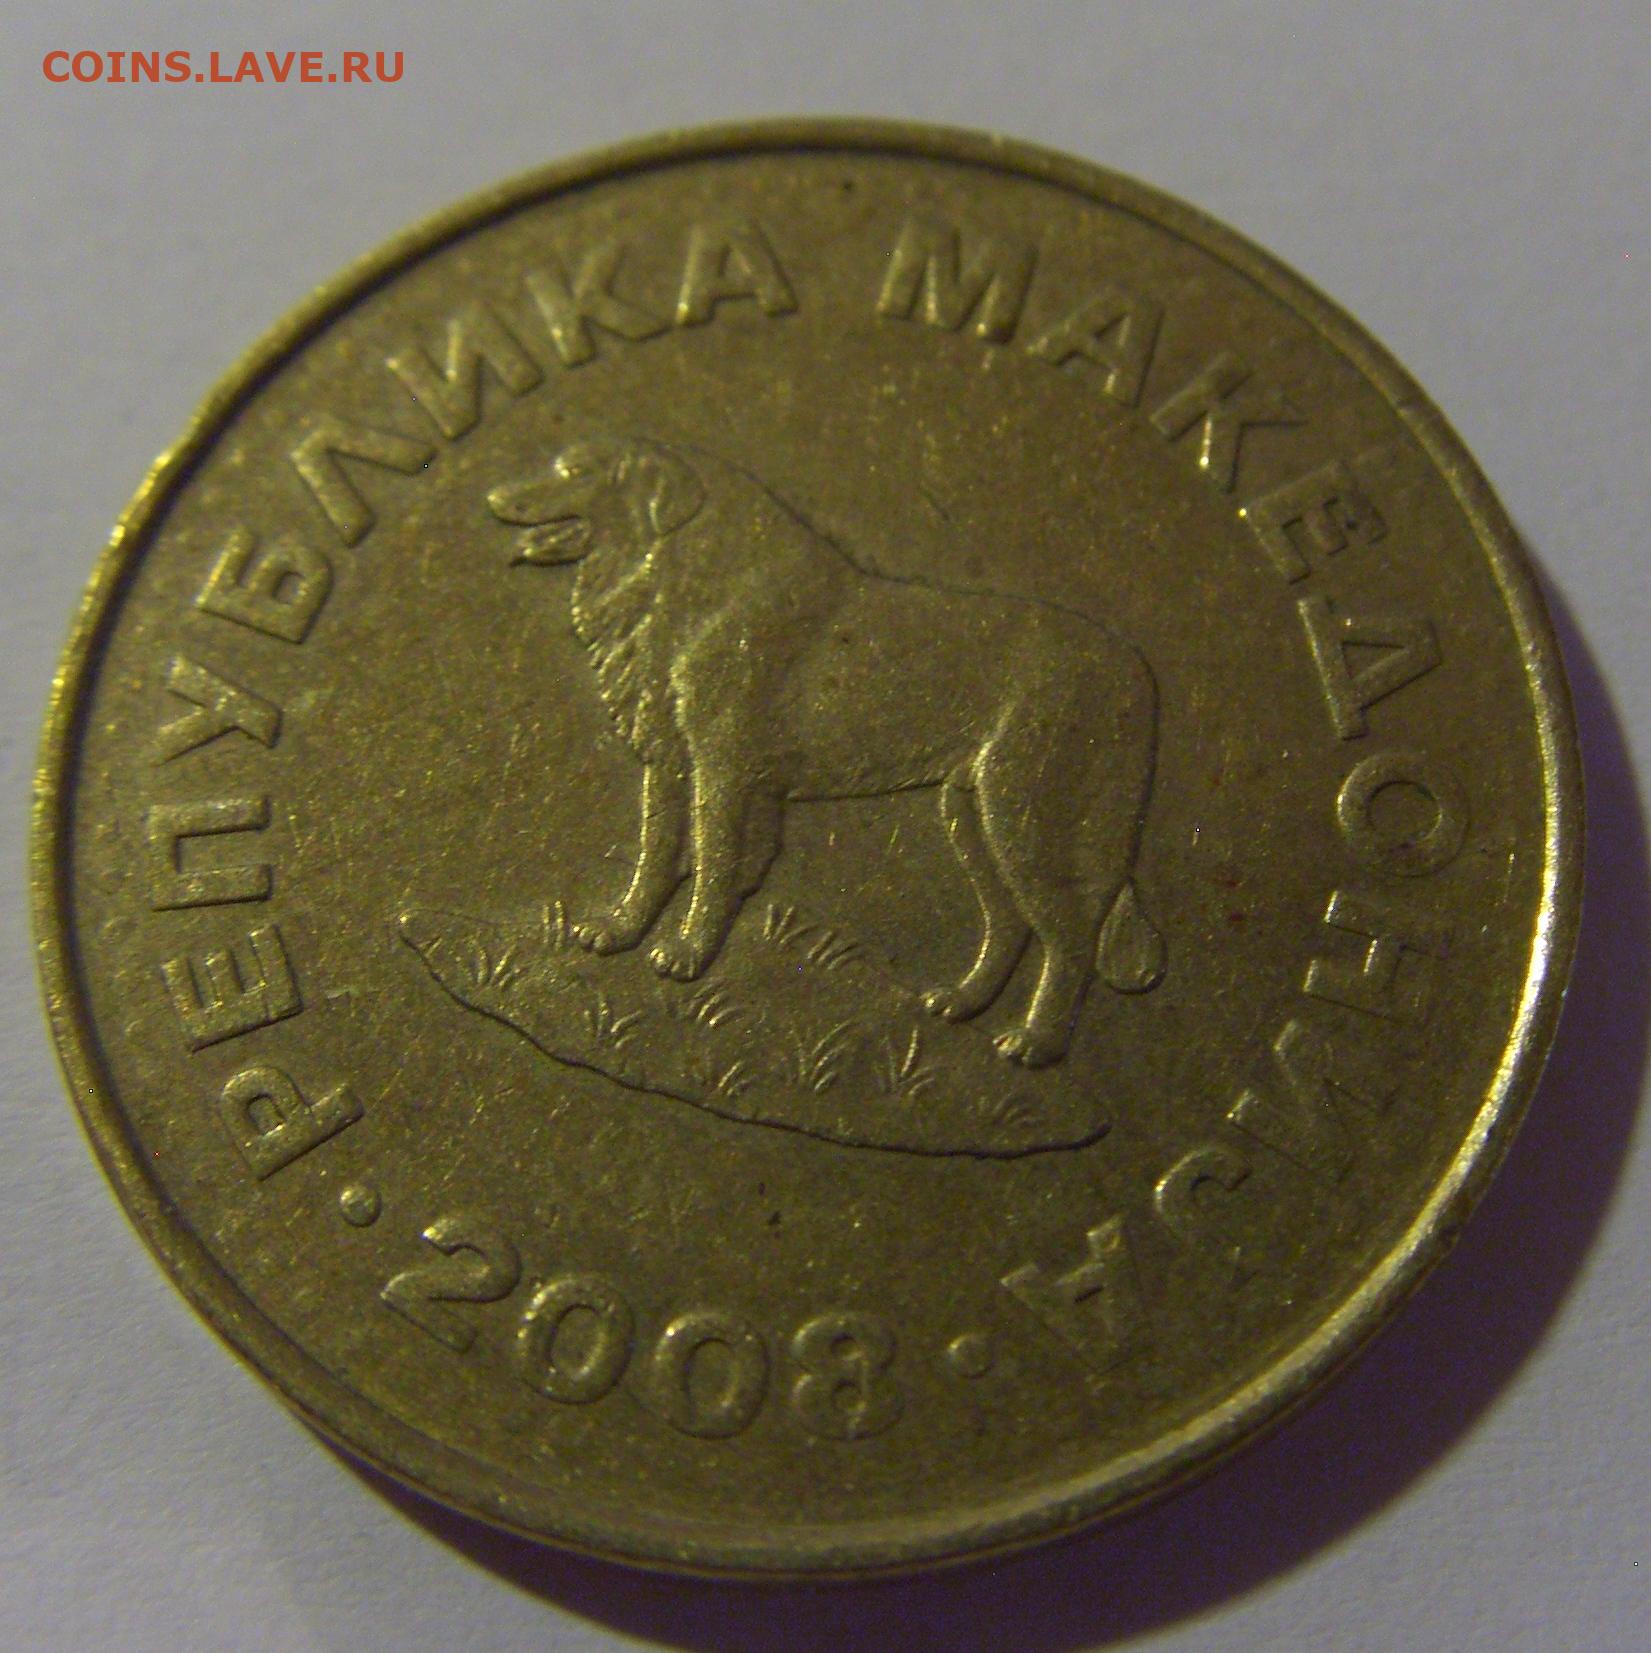 COINS.LAVE.RU
РЕПУБЛИКА МАКЕДОНИЈА
• 2008 •